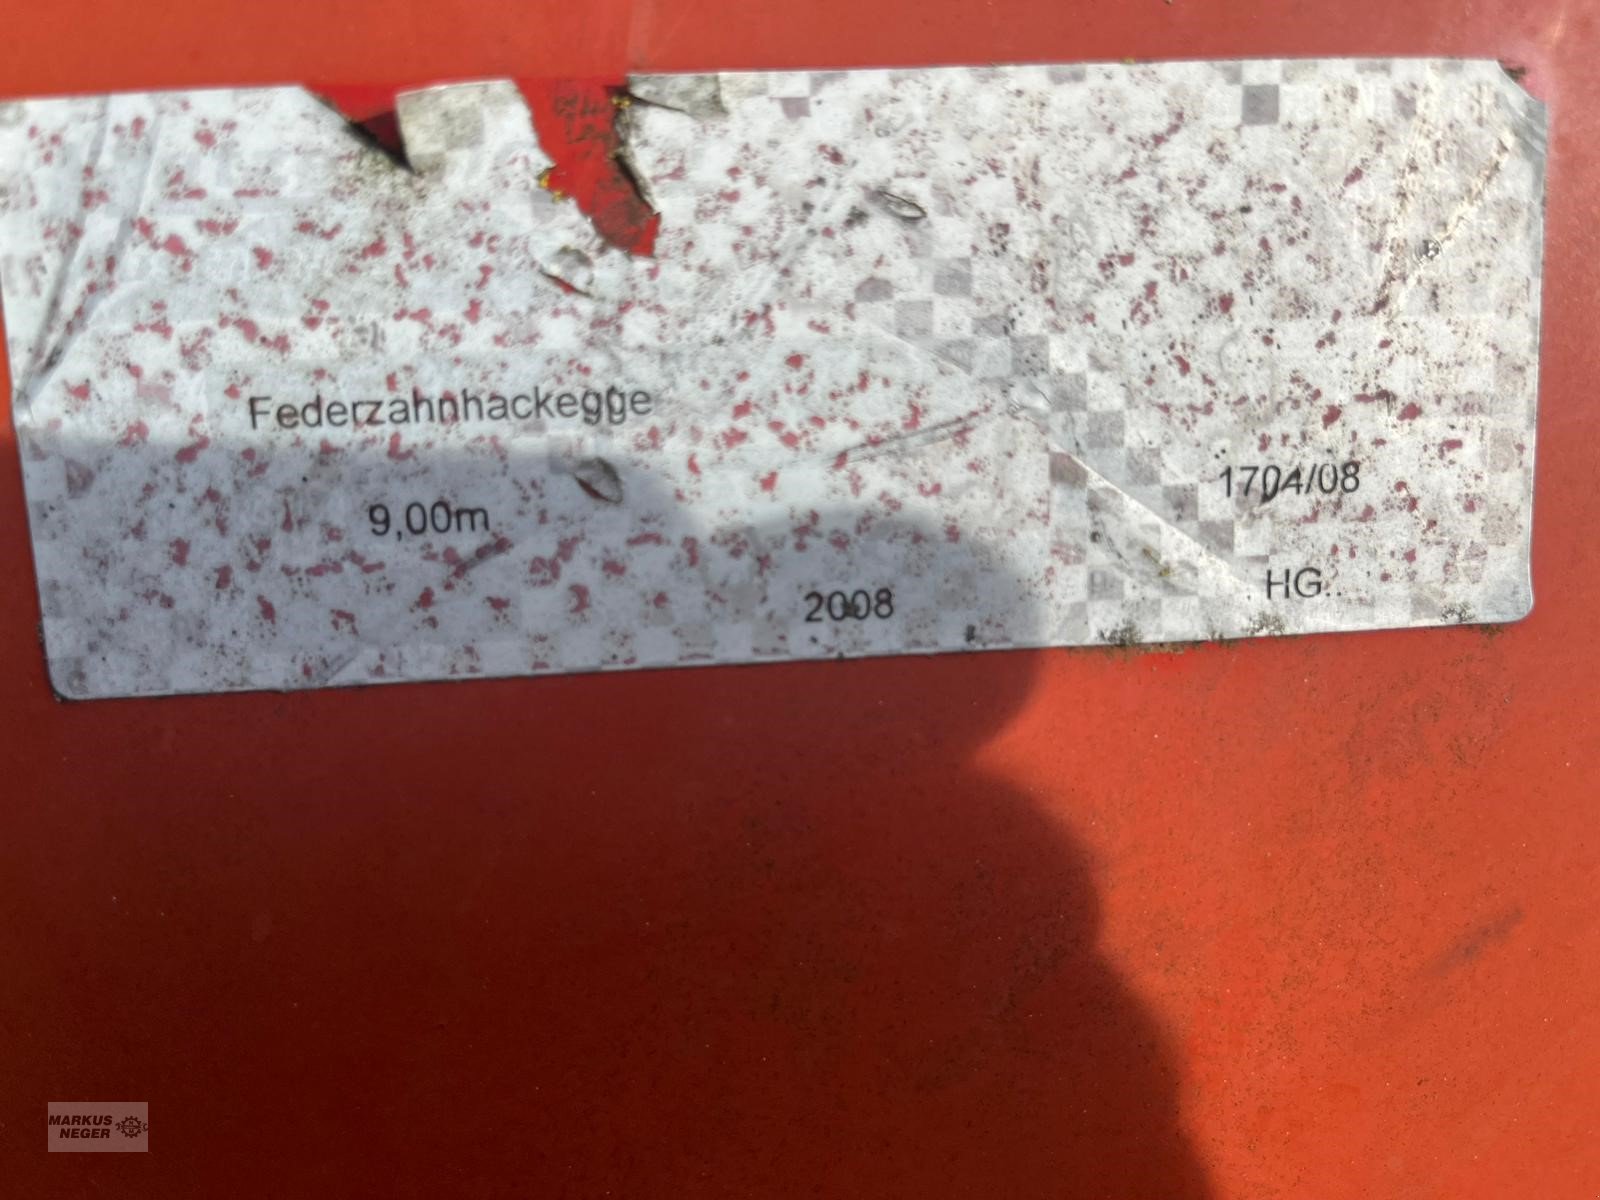 Federzahnhackegge
9,00m
1704/08
2008
HG..
MARKUS
NEGER